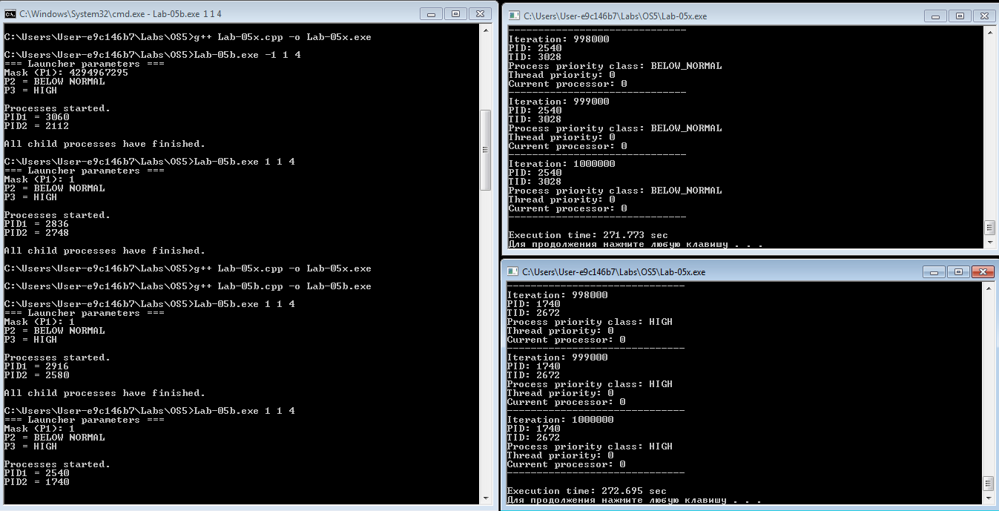 C:\Windows\System32\cmd.exe - Lab-05b.exe 1 1 4
C:\Users\User-e9c146b7\Labs\OS5>g++ Lab-05x.cpp -o Lab-05x.exe
C:\Users\User-e9c146b7\Labs\OS5>Lab-05b.exe -1 1 4
=== Launcher parameters ===
Mask (P1): 4294967295
P2 = BELOW NORMAL
P3 = HIGH
Processes started.
PID1 = 3060
PID2 = 2112
All child processes have finished.
C:\Users\User-e9c146b7\Labs\OS5>Lab-05b.exe 1 1 4
=== Launcher parameters ===
Mask (P1): 1
P2 = BELOW NORMAL
P3 = HIGH
Processes started.
PID1 = 2836
PID2 = 2748
All child processes have finished.
C:\Users\User-e9c146b7\Labs\OS5>g++ Lab-05x.cpp -o Lab-05x.exe
C:\Users\User-e9c146b7\Labs\OS5>g++ Lab-05b.cpp -o Lab-05b.exe
C:\Users\User-e9c146b7\Labs\OS5>Lab-05b.exe 1 1 4
=== Launcher parameters ===
Mask (P1): 1
P2 = BELOW NORMAL
P3 = HIGH
Processes started.
PID1 = 2916
PID2 = 2580
All child processes have finished.
C:\Users\User-e9c146b7\Labs\OS5>Lab-05b.exe 1 1 4
=== Launcher parameters ===
Mask (P1): 1
P2 = BELOW NORMAL
P3 = HIGH
Processes started.
PID1 = 2540
PID2 = 1740
C:\Users\User-e9c146b7\Labs\OS5\Lab-05x.exe
------------------------------
Iteration: 998000
PID: 2540
TID: 3028
Process priority class: BELOW_NORMAL
Thread priority: 0
Current processor: 0
------------------------------
Iteration: 999000
PID: 2540
TID: 3028
Process priority class: BELOW_NORMAL
Thread priority: 0
Current processor: 0
------------------------------
Iteration: 1000000
PID: 2540
TID: 3028
Process priority class: BELOW_NORMAL
Thread priority: 0
Current processor: 0
------------------------------
Execution time: 271.773 sec
Для продолжения нажмите любую клавишу . . .
C:\Users\User-e9c146b7\Labs\OS5\Lab-05x.exe
------------------------------
Iteration: 998000
PID: 1740
TID: 2672
Process priority class: HIGH
Thread priority: 0
Current processor: 0
------------------------------
Iteration: 999000
PID: 1740
TID: 2672
Process priority class: HIGH
Thread priority: 0
Current processor: 0
------------------------------
Iteration: 1000000
PID: 1740
TID: 2672
Process priority class: HIGH
Thread priority: 0
Current processor: 0
------------------------------
Execution time: 272.695 sec
Для продолжения нажмите любую клавишу . . .